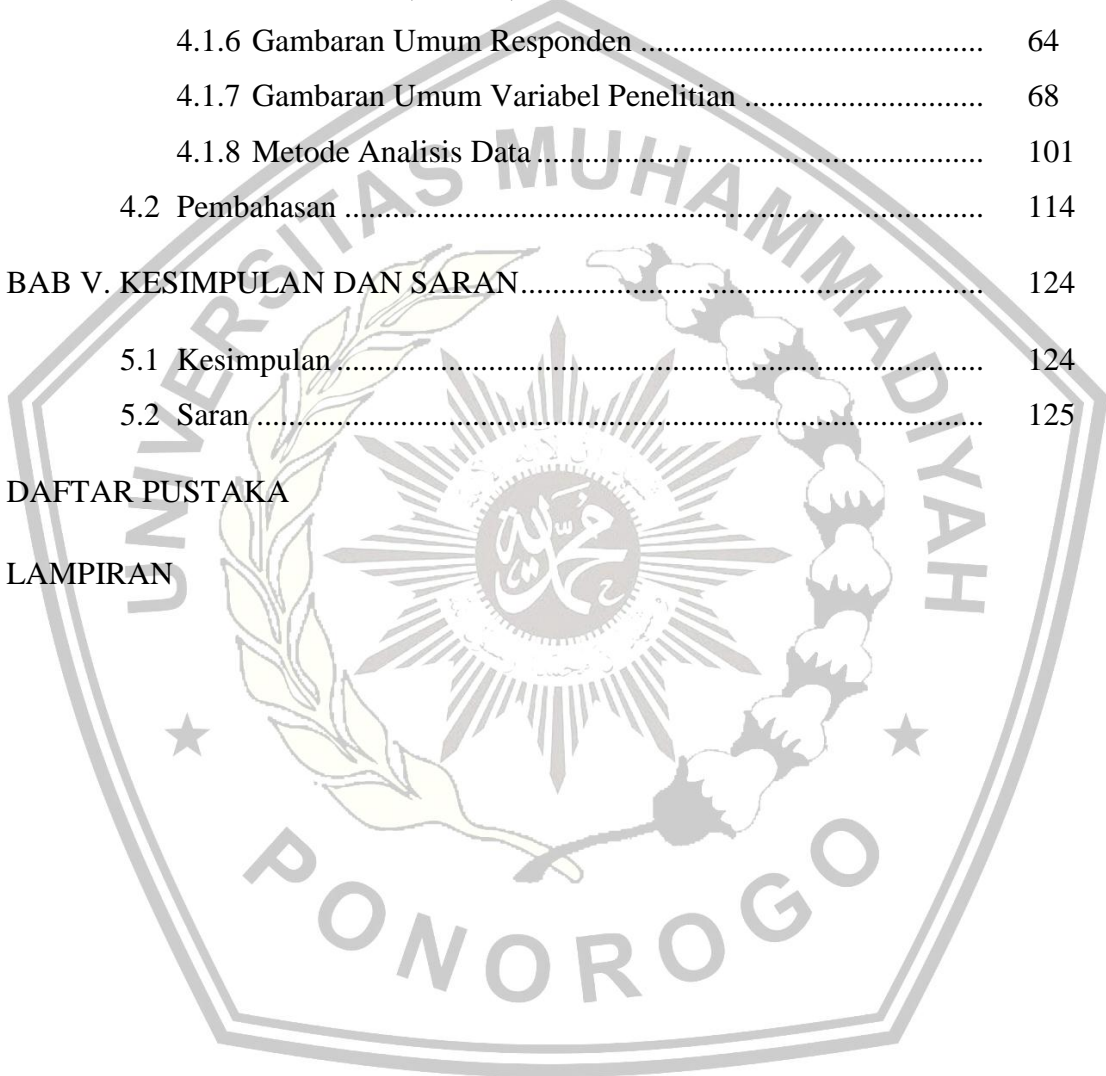 4.1.6 Gambaran Umum Responden ............................................ 64
4.1.7 Gambaran Umum Variabel Penelitian .............................. 68
4.1.8 Metode Analisis Data ......................................................... 101
4.2 Pembahasan .................................................................................. 114
BAB V. KESIMPULAN DAN SARAN........................................................... 124
5.1 Kesimpulan ................................................................................... 124
5.2 Saran ............................................................................................. 125
DAFTAR PUSTAKA
LAMPIRAN
UNIVERSITAS MUHAMMADIYAH
PONOROGO